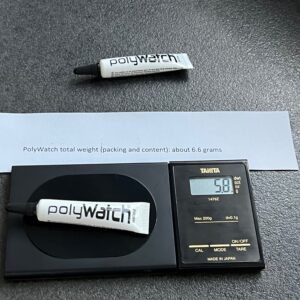 polyWatch
PolyWatch total weight (packing and content): about 6.6 grams
TANITA
5.8
1476Z
Max 200g d=0.1g
ON/OFF
CAL MODE TARE
MADE IN JAPAN
polyWatch